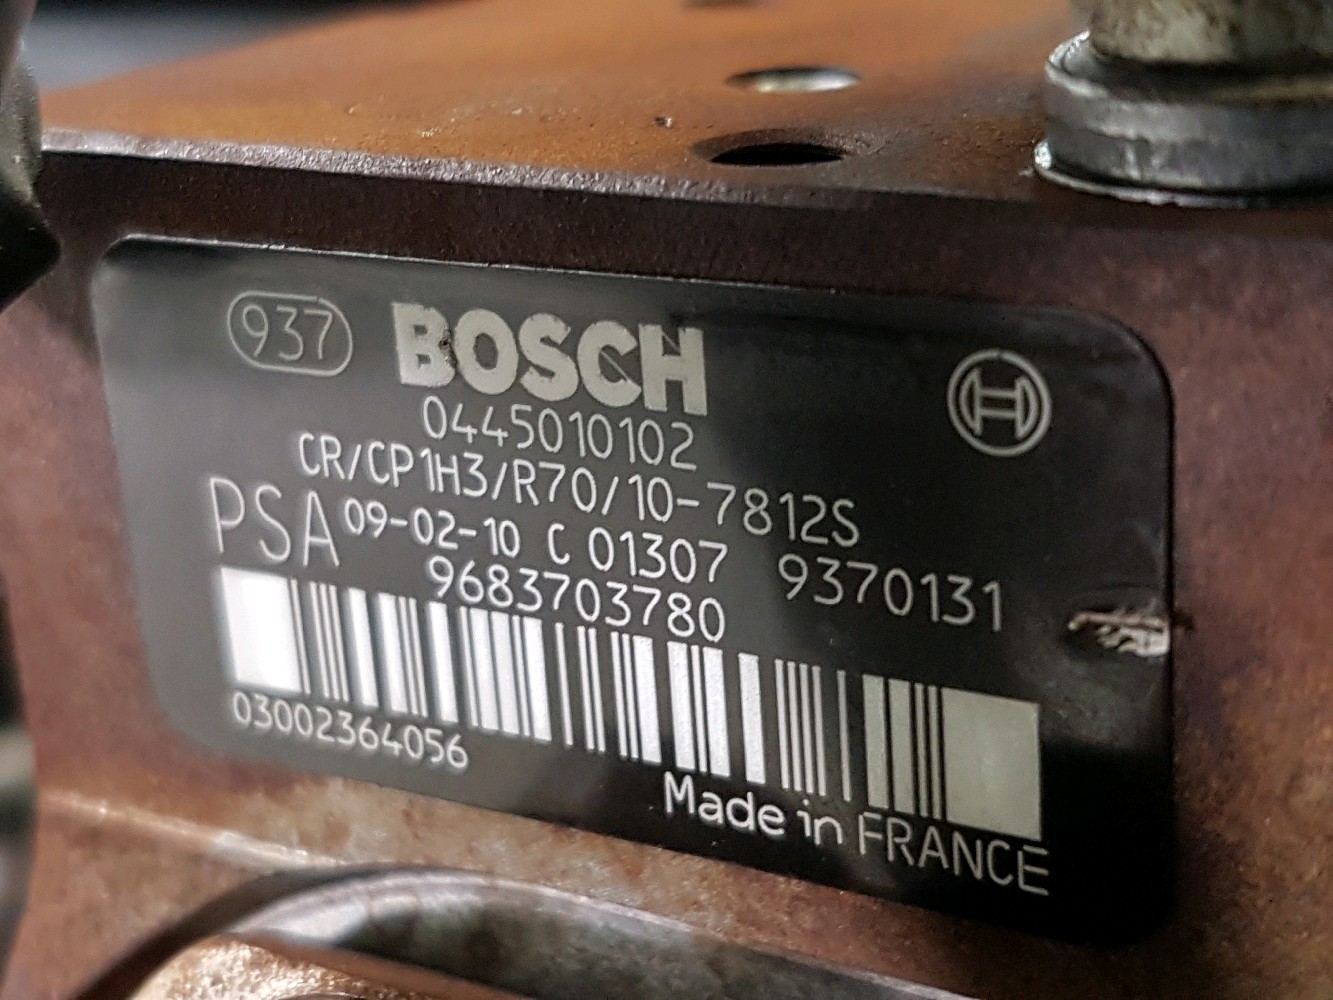 937 BOSCH
0445010102
CR/CP1H3/R70/10-7812S
PSA 09-02-10 C 01307 9370131
9683703780
03002364056
Made in FRANCE